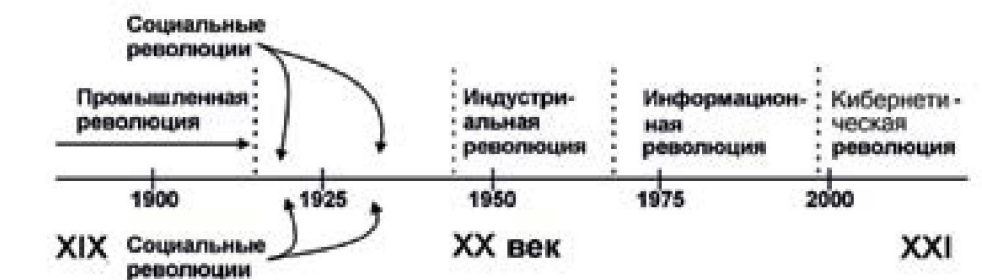 Социальные
революции
Промышленная
революция
Индустри-
альная
революция
Информацион-
ная
революция
Кибернети-
ческая
революция
1900
1925
1950
1975
2000
XIX
Социальные
революции
XX век
XXI